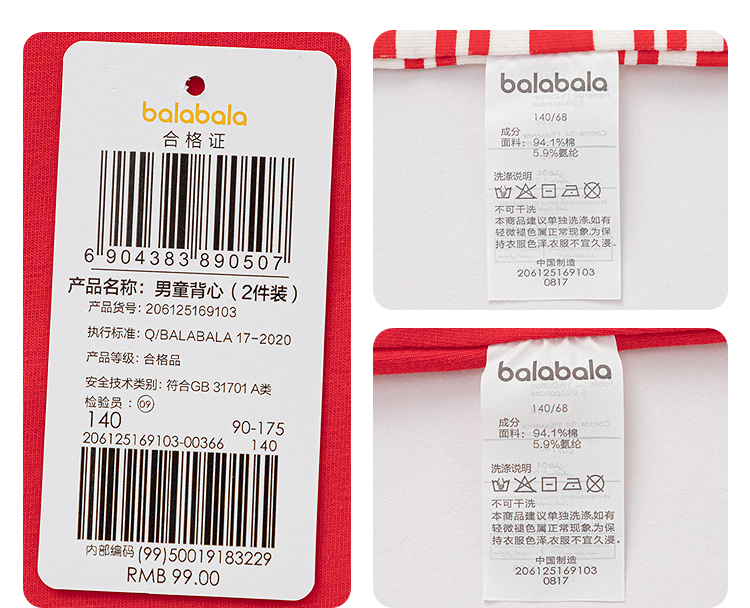 balabala
合格证
6 904383 890507
产品名称：男童背心（2件装）
产品货号: 206125169103
执行标准: Q/BALABALA 17-2020
产品等级: 合格品
安全技术类别: 符合GB 31701 A类
检验员：09
140 90-175
206125169103-00366 140
内部编码 (99)50019183229
RMB 99.00
balabala
140/68
成分
面料: 94.1%棉
5.9%氨纶
洗涤说明
不可干洗
本商品建议单独洗涤,如有
轻微褪色属正常现象,为保
持衣服色泽,衣服不宜久浸。
中国制造
206125169103
0817
balabala
140/68
成分
面料: 94.1%棉
5.9%氨纶
洗涤说明
不可干洗
本商品建议单独洗涤,如有
轻微褪色属正常现象,为保
持衣服色泽,衣服不宜久浸。
中国制造
206125169103
0817